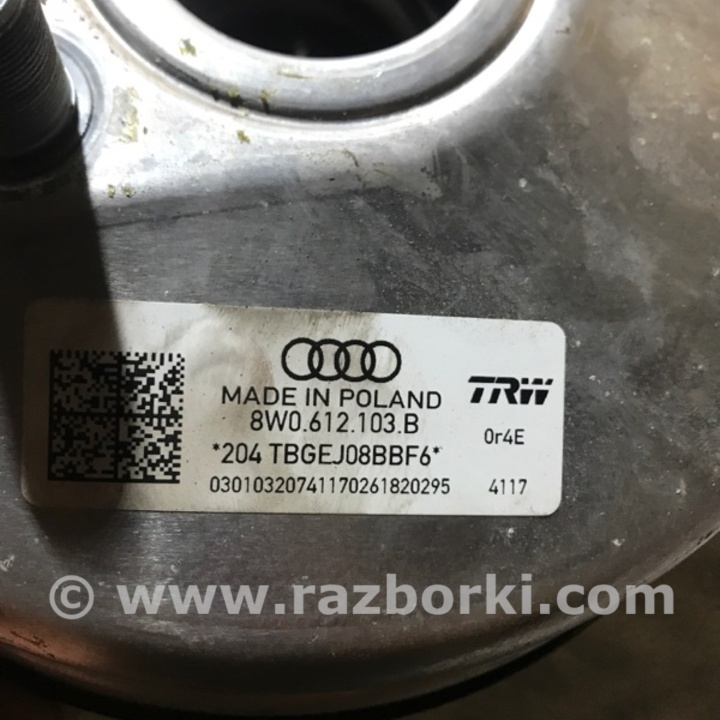 MADE IN POLAND
8W0.612.103.B
*204 TBGEJ08BBF6*
03010320741170261820295
TRW
0r4E
4117
© www.razborki.com